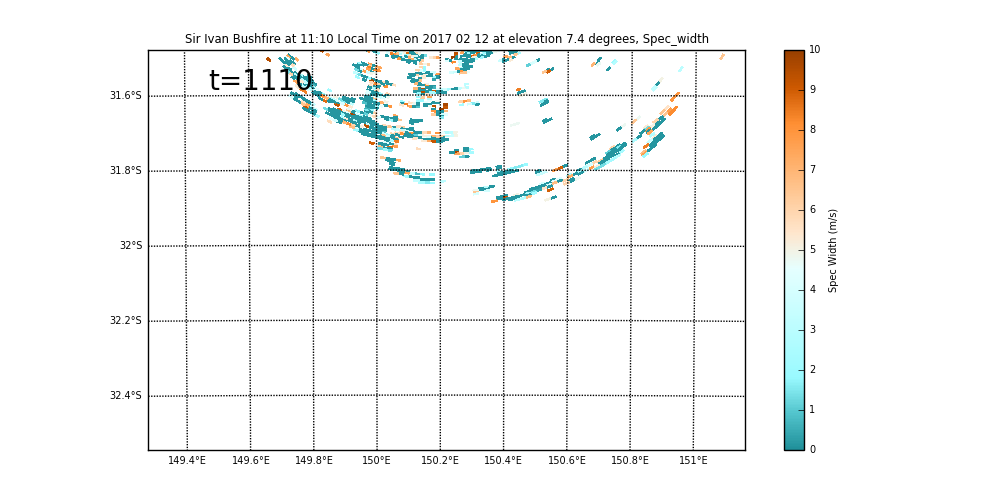 Sir Ivan Bushfire at 11:10 Local Time on 2017 02 12 at elevation 7.4 degrees, Spec_width
t=1110
31.6°S
31.8°S
32°S
32.2°S
32.4°S
149.4°E 149.6°E 149.8°E 150°E 150.2°E 150.4°E 150.6°E 150.8°E 151°E
10
9
8
7
6
5
4
3
2
1
0
Spec Width (m/s)